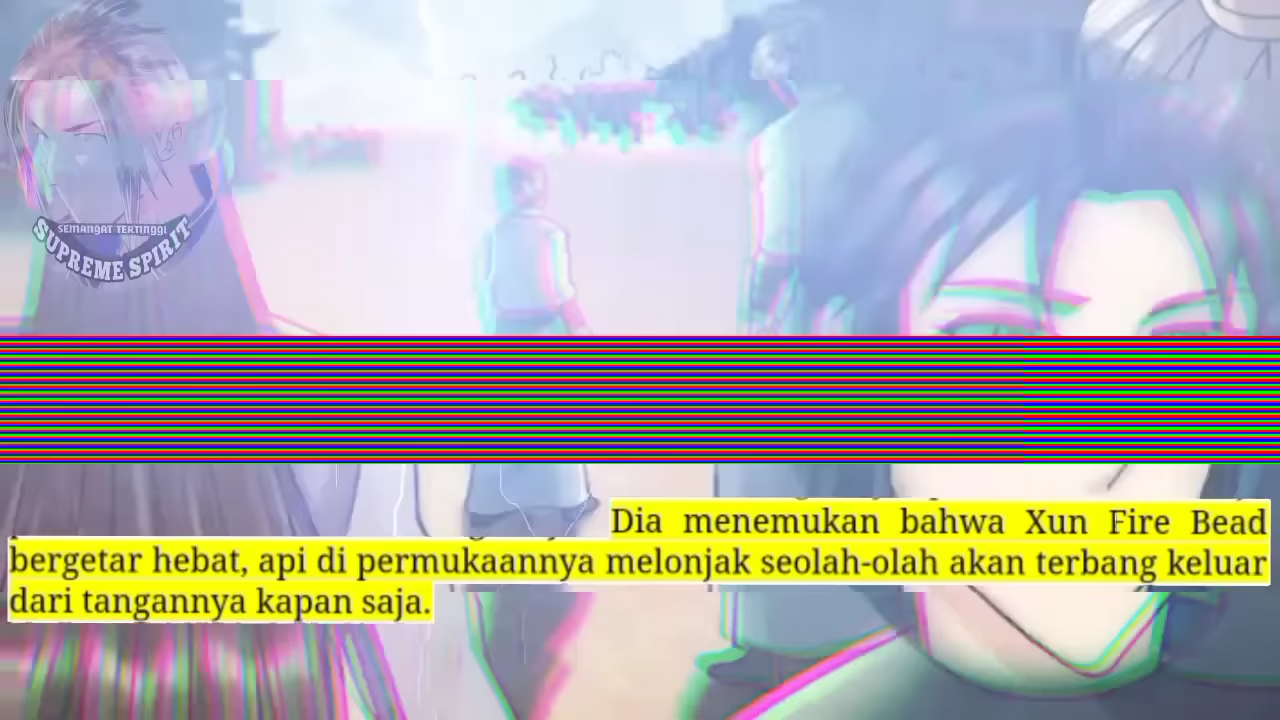 SEMANGAT TERTINGGI
SUPREME SPIRIT
Dia menemukan bahwa Xun Fire Bead
bergetar hebat, api di permukaannya melonjak seolah-olah akan terbang keluar
dari tangannya kapan saja.